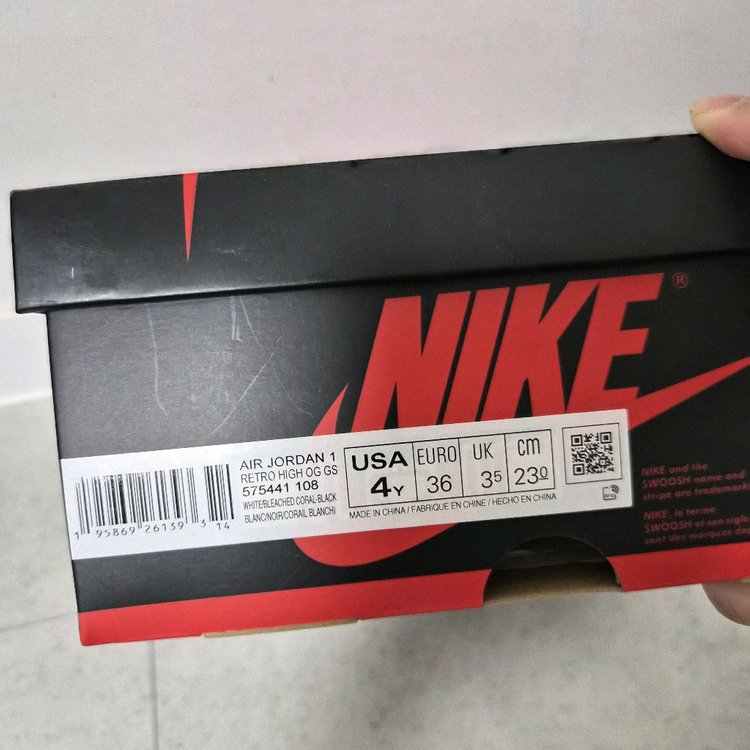 NIKE®
AIR JORDAN 1
RETRO HIGH OG GS
575441 108
WHITE/BLEACHED CORAL-BLACK
BLANC/NOIR/CORAIL BLANCHI
1 95869 26139 3 14
USA EURO UK cm
4Y 36 35 230
MADE IN CHINA / FABRIQUE EN CHINE / HECHO EN CHINA
NIKE and the
SWOOSH name and
stripe are trademark
NIKE, le terme
SWOOSH et son sigle
sont des marques